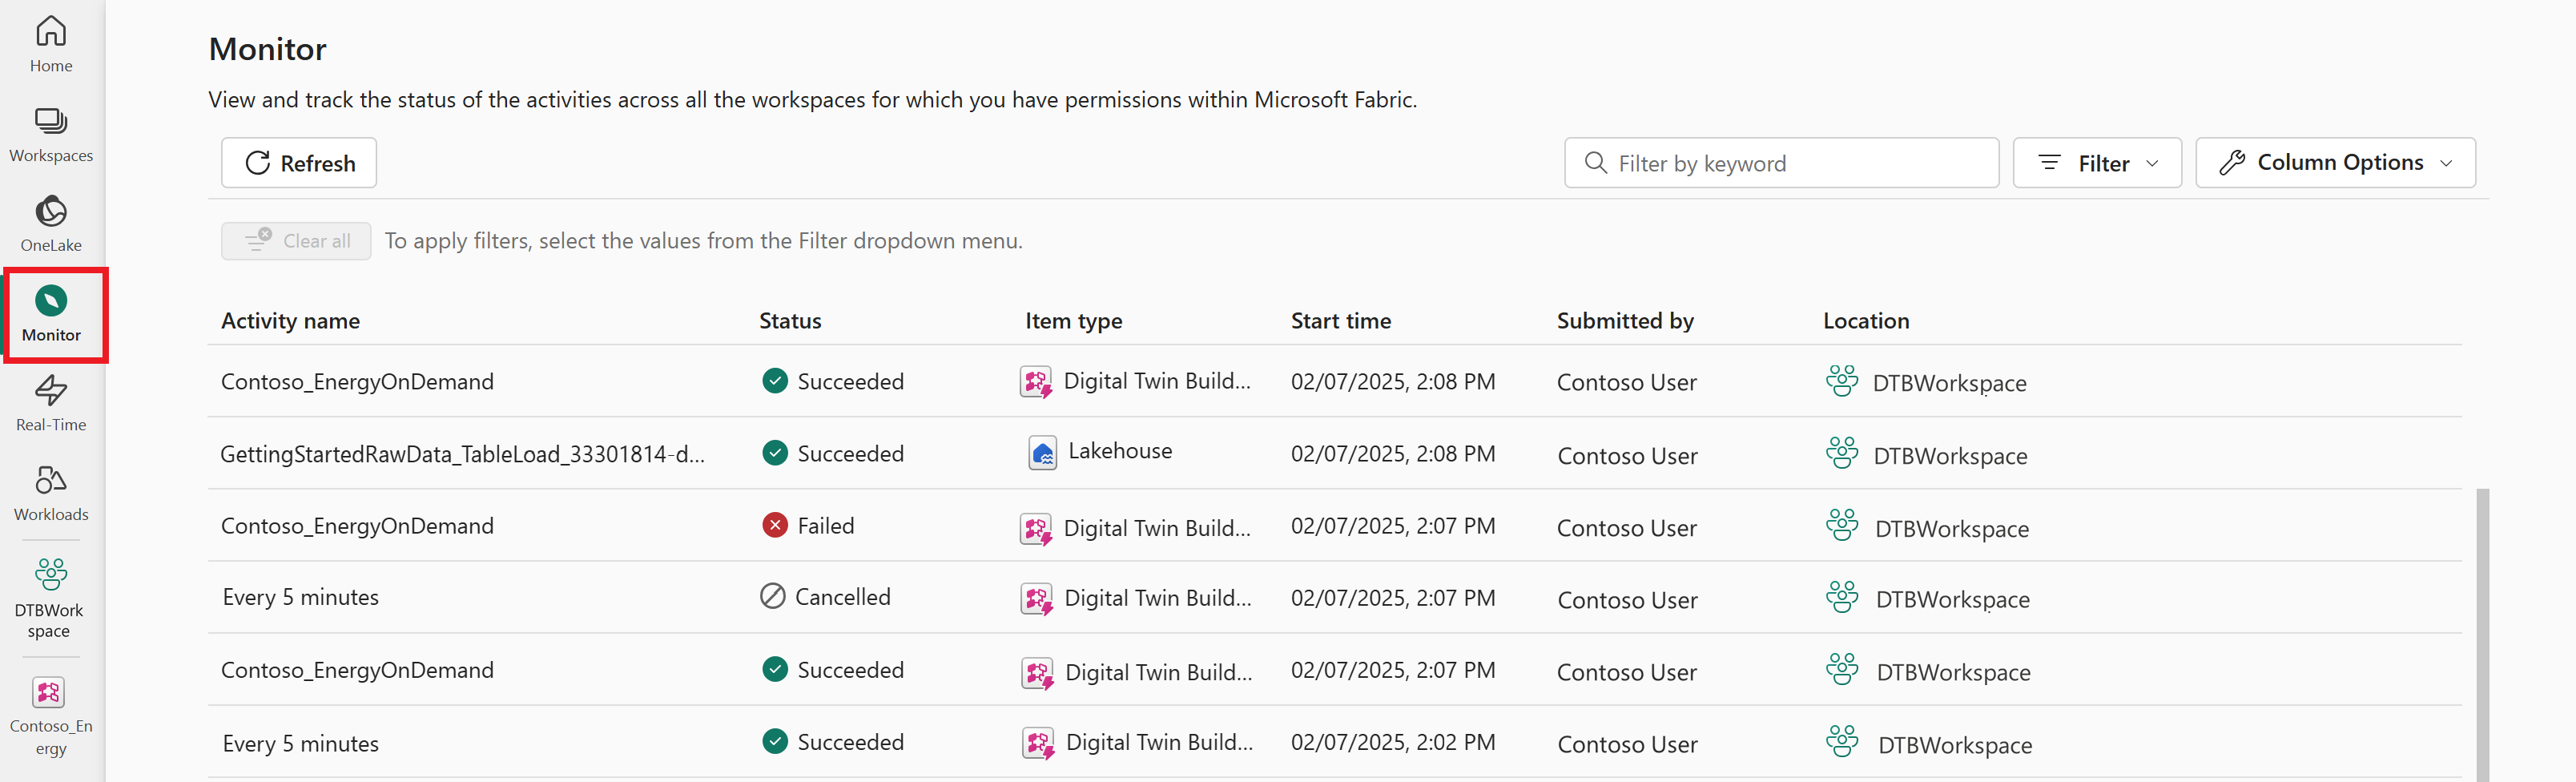 Home
Workspaces
OneLake
Monitor
Real-Time
Workloads
DTBWork
space
Contoso_En
ergy
Monitor
View and track the status of the activities across all the workspaces for which you have permissions within Microsoft Fabric.
Refresh
Filter by keyword
Filter
Column Options
Clear all
To apply filters, select the values from the Filter dropdown menu.
Activity name Status Item type Start time Submitted by Location
Contoso_EnergyOnDemand Succeeded Digital Twin Build... 02/07/2025, 2:08 PM Contoso User DTBWorkspace
GettingStartedRawData_TableLoad_33301814-d... Succeeded Lakehouse 02/07/2025, 2:08 PM Contoso User DTBWorkspace
Contoso_EnergyOnDemand Failed Digital Twin Build... 02/07/2025, 2:07 PM Contoso User DTBWorkspace
Every 5 minutes Cancelled Digital Twin Build... 02/07/2025, 2:07 PM Contoso User DTBWorkspace
Contoso_EnergyOnDemand Succeeded Digital Twin Build... 02/07/2025, 2:07 PM Contoso User DTBWorkspace
Every 5 minutes Succeeded Digital Twin Build... 02/07/2025, 2:02 PM Contoso User DTBWorkspace